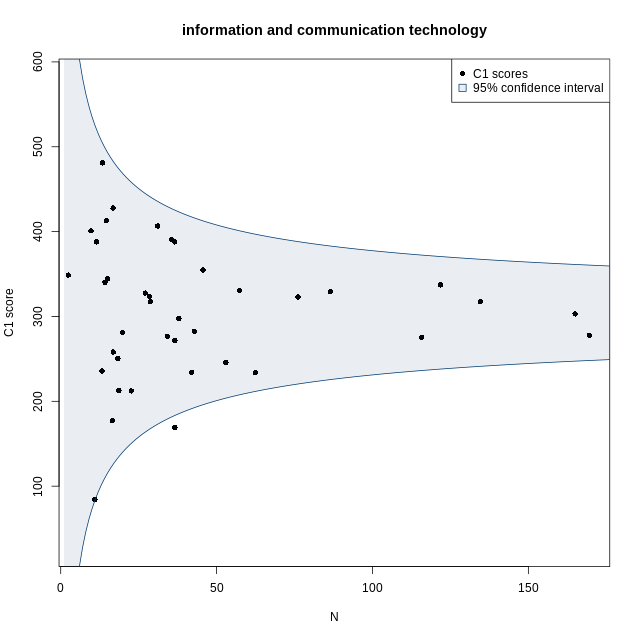 information and communication technology
C1 scores
95% confidence interval
600
500
400
300
200
100
C1 score
0
50
100
150
N